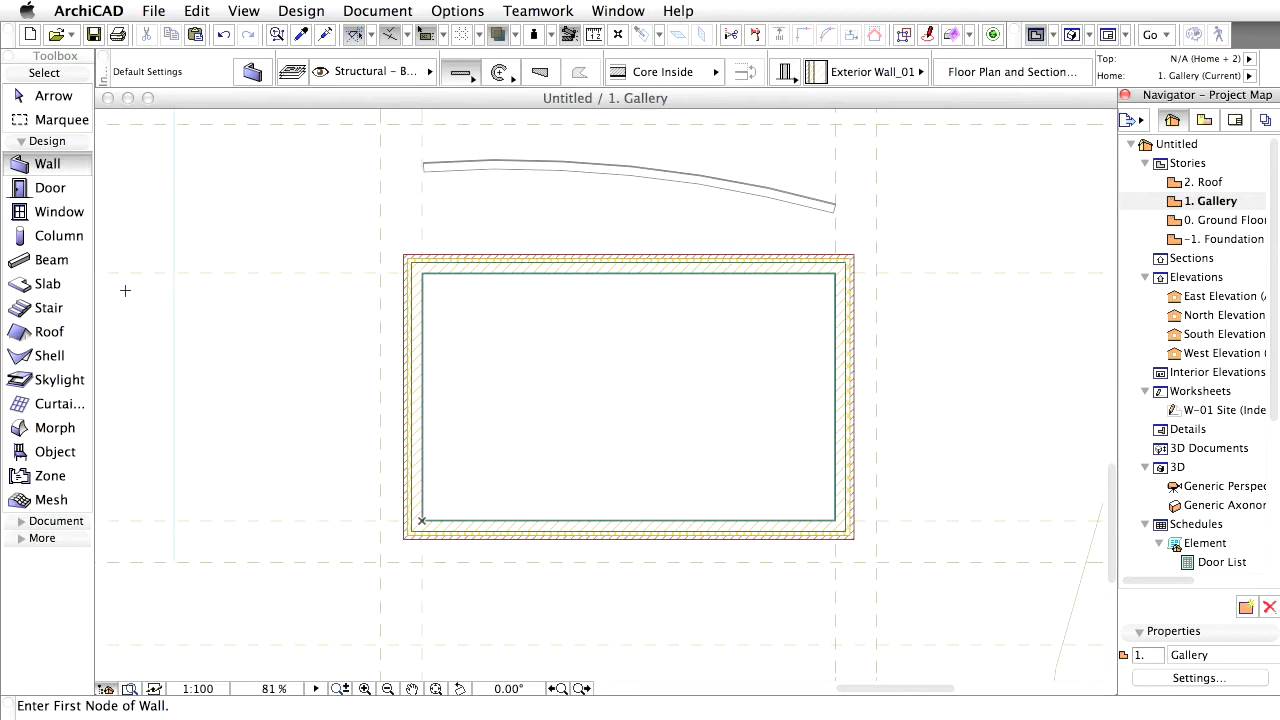 ArchiCAD File Edit View Design Document Options Teamwork Window Help
Go
Toolbox
Select
Arrow
Marquee
Design
Wall
Door
Window
Column
Beam
Slab
Stair
Roof
Shell
Skylight
Curtai...
Morph
Object
Zone
Mesh
Document
More
Default Settings
Structural - B...
Core Inside
Exterior Wall_01
Floor Plan and Section...
Top: N/A (Home + 2)
Home: 1. Gallery (Current)
Untitled / 1. Gallery
Navigator - Project Map
Untitled
Stories
2. Roof
1. Gallery
0. Ground Floo
-1. Foundation
Sections
Elevations
East Elevation (
North Elevation
South Elevation
West Elevation
Interior Elevations
Worksheets
W-01 Site (Inde
Details
3D Documents
3D
Generic Perspe
Generic Axonor
Schedules
Element
Door List
Properties
1. Gallery
Settings...
1:100 81 % 0.00°
Enter First Node of Wall.